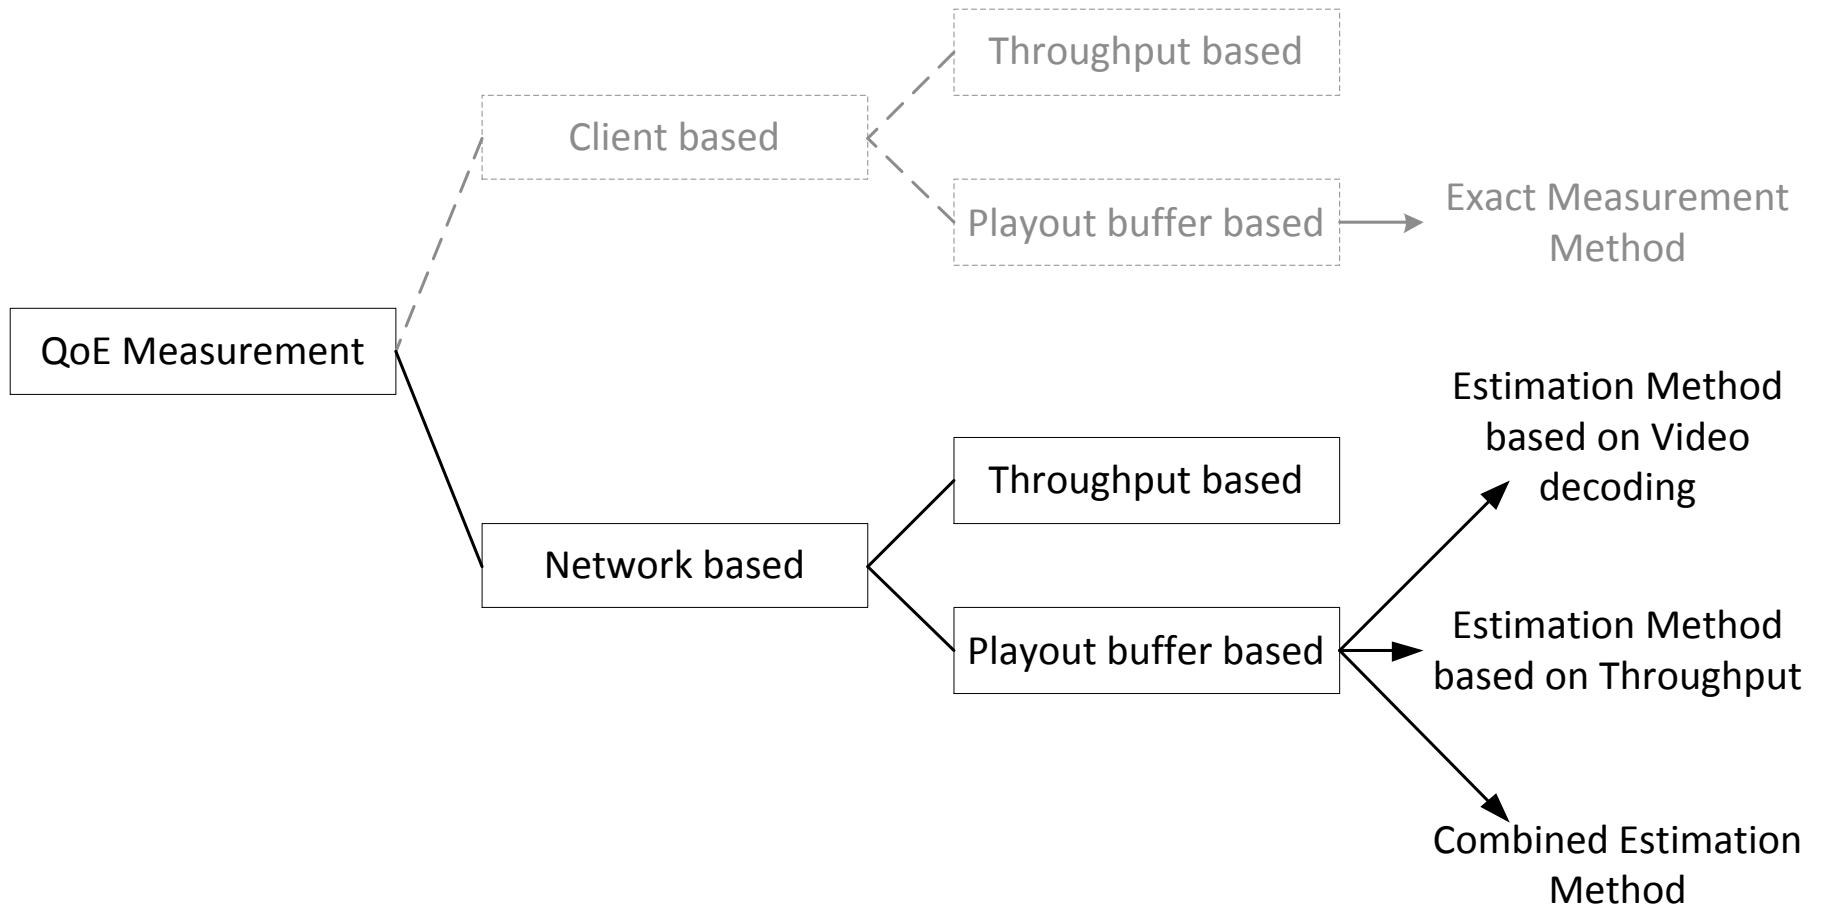 Throughput based
Client based
Playout buffer based
Exact Measurement
Method
QoE Measurement
Estimation Method
based on Video
decoding
Throughput based
Network based
Playout buffer based
Estimation Method
based on Throughput
Combined Estimation
Method